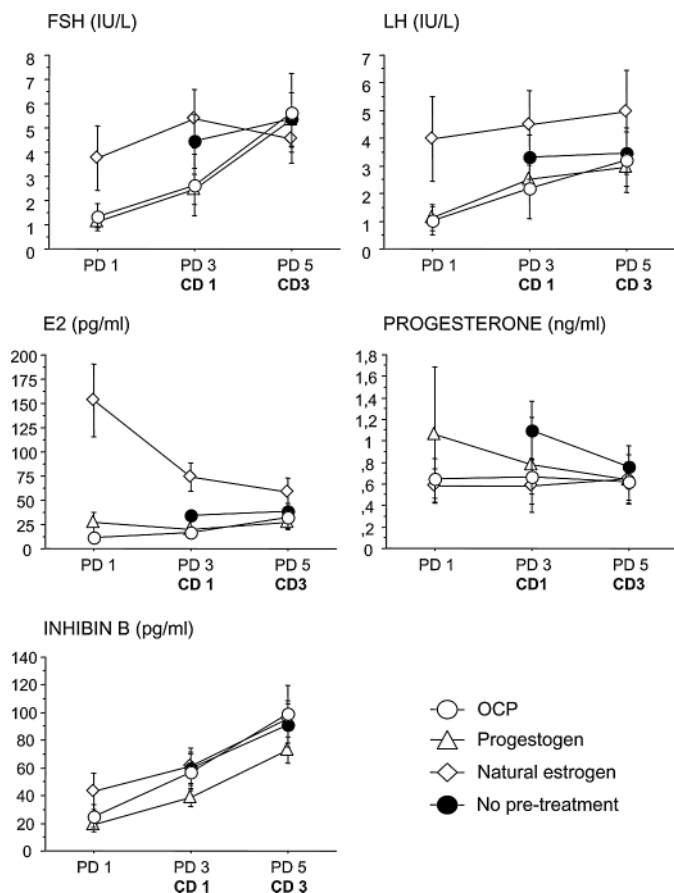 FSH (IU/L)
8
7
6
5
4
3
2
1
0
PD 1
PD 3
PD 5
CD 1
CD3
LH (IU/L)
7
6
5
4
3
2
1
0
PD 1
PD 3
PD 5
CD 1
CD 3
E2 (pg/ml)
200
175
150
125
100
75
50
25
0
PD 1
PD 3
PD 5
CD 1
CD3
PROGESTERONE (ng/ml)
1,8
1,6
1,4
1,2
1
,8
,6
,4
,2
0
PD 1
PD 3
PD 5
CD1
CD3
INHIBIN B (pg/ml)
140
120
100
80
60
40
20
0
PD 1
PD 3
PD 5
CD 1
CD 3
OCP
Progestogen
Natural estrogen
No pre-treatment